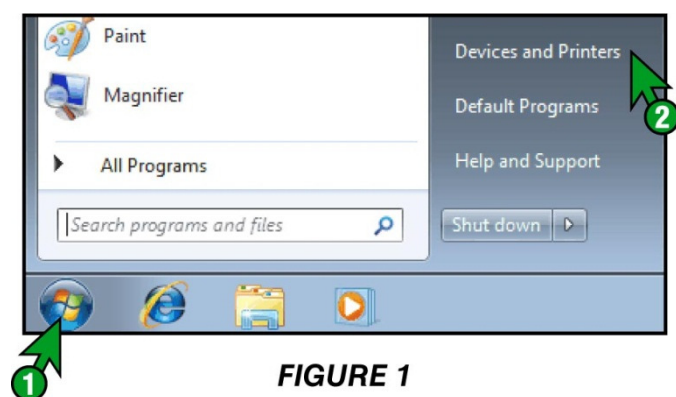 Paint
Magnifier
All Programs
Search programs and files
Devices and Printers
Default Programs
Help and Support
Shut down
2
1
FIGURE 1